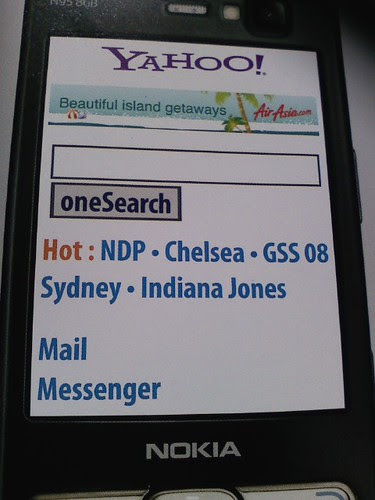 N95 8GB
YAHOO!
Beautiful island getaways AirAsia.com
oneSearch
Hot : NDP • Chelsea • GSS 08
Sydney • Indiana Jones
Mail
Messenger
NOKIA